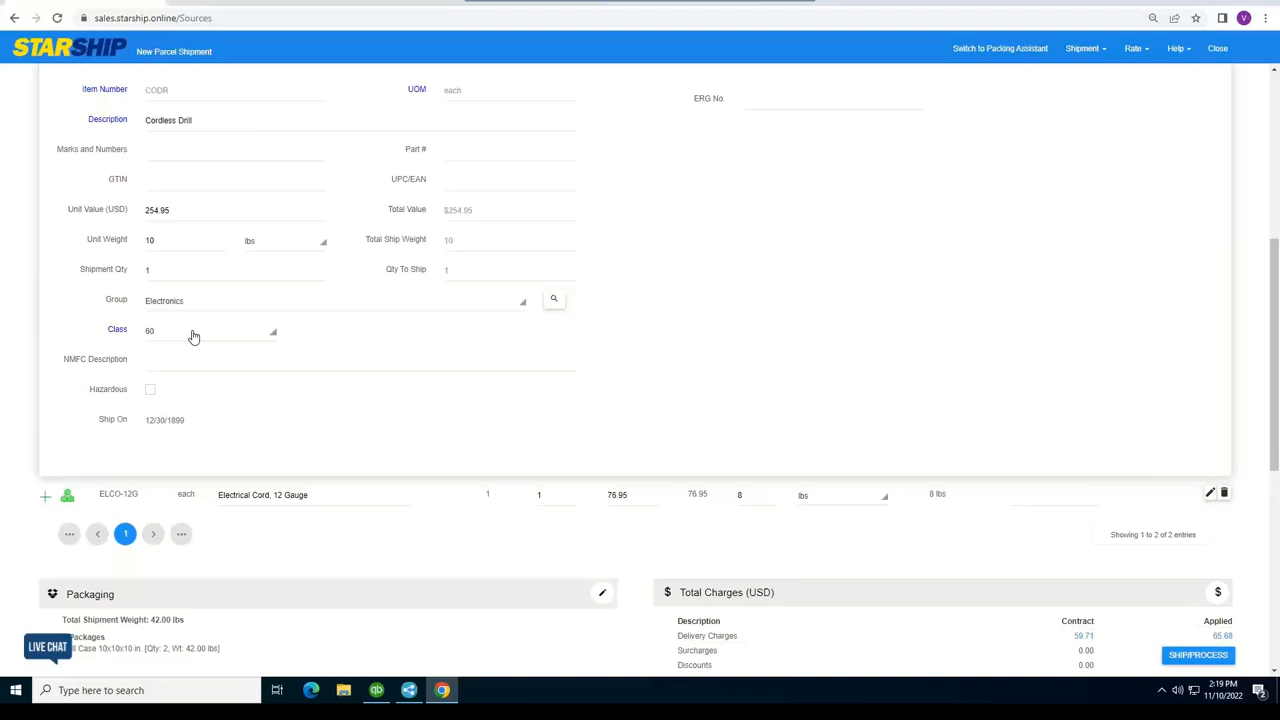 sales.starship.online/Sources
V
STARSHIP New Parcel Shipment Switch to Packing Assistant Shipment Rate Help Close
Item Number CODR UOM each ERG No.
Description Cordless Drill
Marks and Numbers Part #
GTIN UPC/EAN
Unit Value (USD) 254.95 Total Value $254.95
Unit Weight 10 lbs Total Ship Weight 10
Shipment Qty 1 Qty To Ship 1
Group Electronics
Class 60
NMFC Description
Hazardous
Ship On 12/30/1899
ELCO-12G each Electrical Cord, 12 Gauge 1 1 76.95 76.95 8 lbs 8 lbs
... 1 ... Showing 1 to 2 of 2 entries
Packaging $ Total Charges (USD) $
Total Shipment Weight: 42.00 lbs Description Contract Applied
Packages Delivery Charges 59.71 65.68
LIVE CHAT Case 10x10x10 in. [Qty: 2, Wt: 42.00 lbs] Surcharges 0.00 SHIP/PROCESS
Discounts 0.00
Type here to search qb 2:19 PM
11/10/2022 2